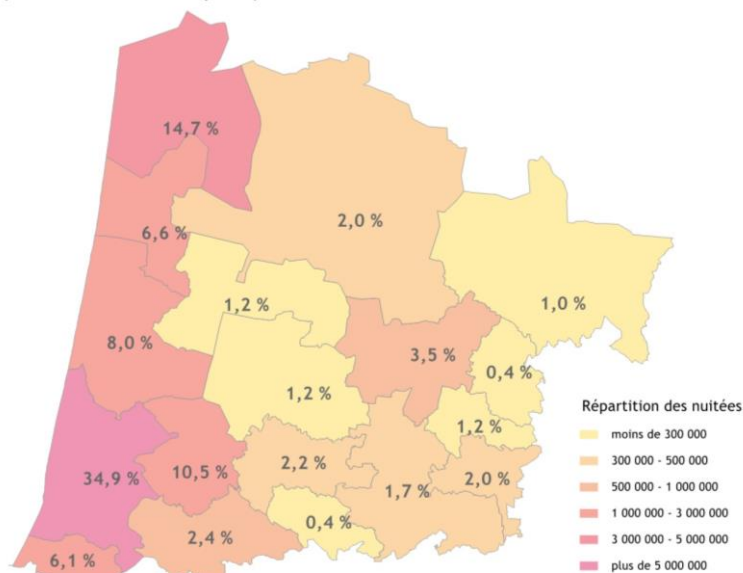 14,7 %
2,0 %
6,6 %
1,2 %
1,0 %
8,0 %
3,5 %
0,4 %
1,2 %
1,2 %
2,2 %
10,5 %
34,9 %
2,0 %
1,7 %
0,4 %
2,4 %
6,1 %
Répartition des nuitées
moins de 300 000
300 000 - 500 000
500 000 - 1 000 000
1 000 000 - 3 000 000
3 000 000 - 5 000 000
plus de 5 000 000